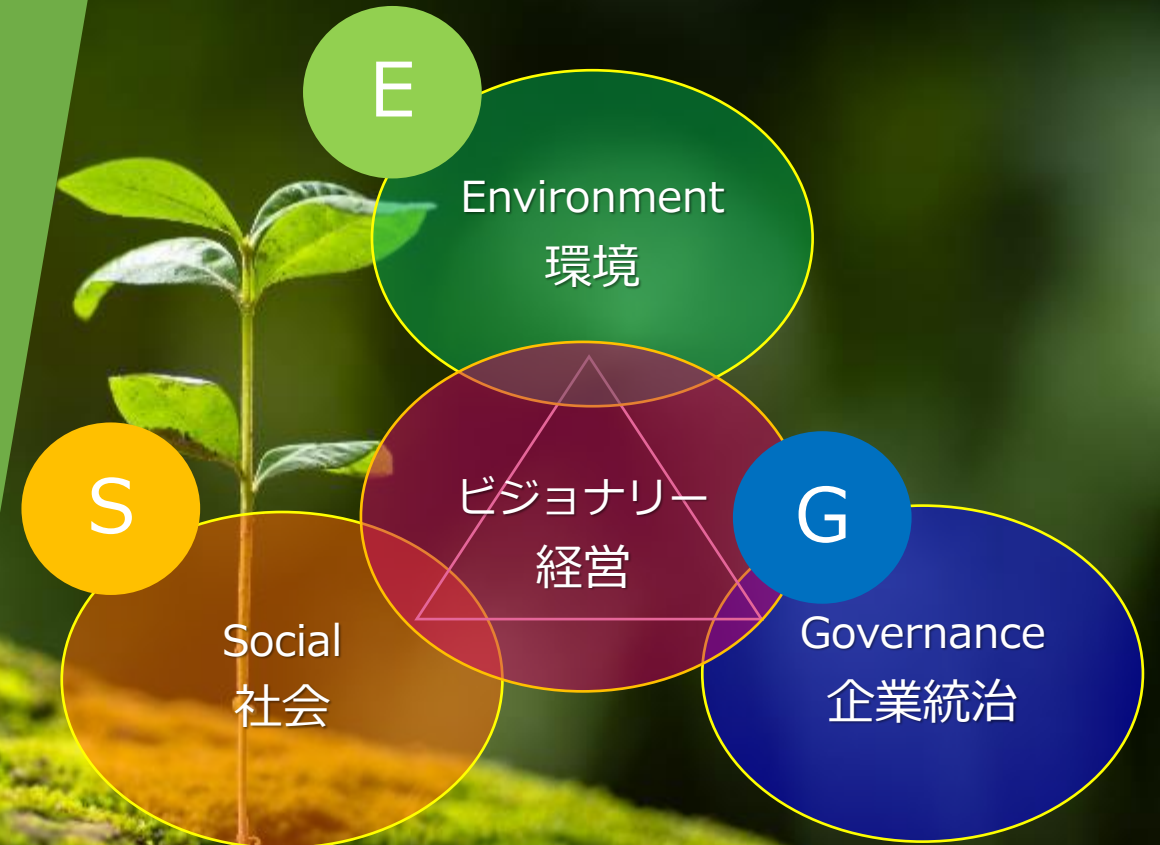 E
Environment
環境
ビジョナリー
経営
S
Social
社会
G
Governance
企業統治